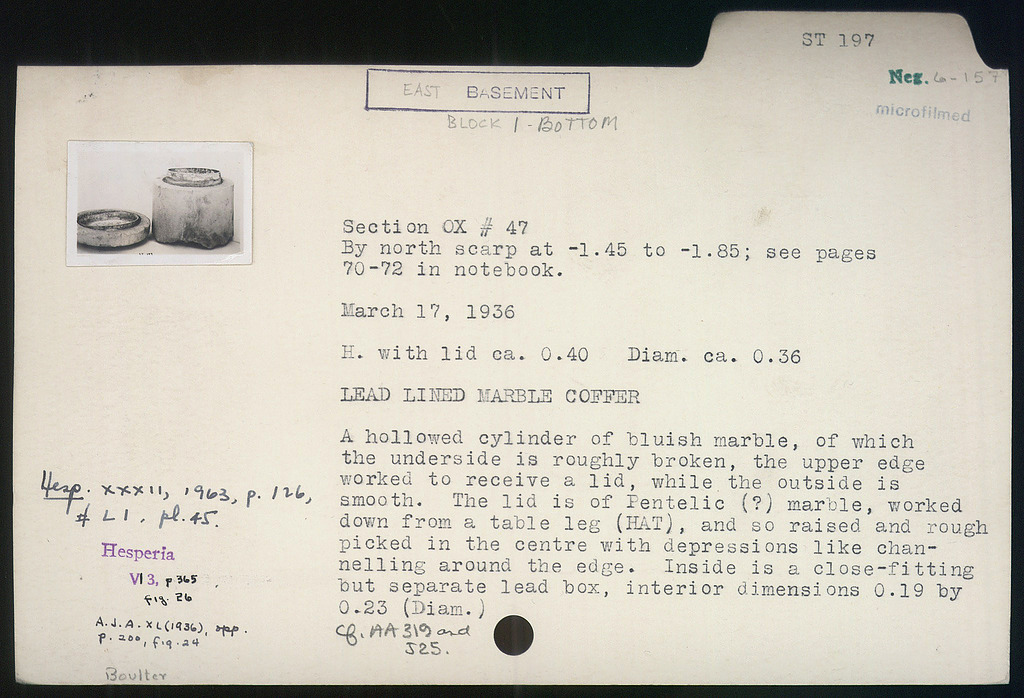 ST 197
Neg. 6-157
microfilmed
EAST BASEMENT
BLOCK 1 - BOTTOM
Section OX # 47
By north scarp at -1.45 to -1.85; see pages
70-72 in notebook.
March 17, 1936
H. with lid ca. 0.40 Diam. ca. 0.36
LEAD LINED MARBLE COFFER
A hollowed cylinder of bluish marble, of which
the underside is roughly broken, the upper edge
worked to receive a lid, while the outside is
smooth. The lid is of Pentelic (?) marble, worked
down from a table leg (HAT), and so raised and rough
picked in the centre with depressions like chan-
nelling around the edge. Inside is a close-fitting
but separate lead box, interior dimensions 0.19 by
0.23 (Diam.)
cf. AA 319 and
525.
Hesp. XXXII, 1963, p. 126,
# L1. pl. 45.
Hesperia
VI 3, p 365
fig. 26
A.J.A. XL (1936), opp.
p. 200, fig. 24
Boulter